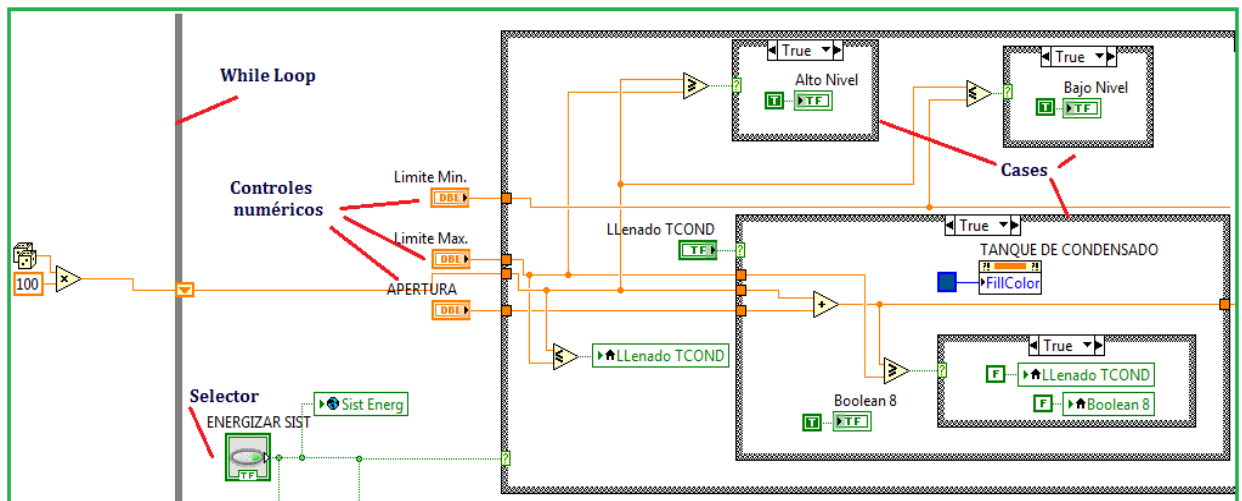 While Loop
True
Alto Nivel
T
TF
True
Bajo Nivel
T
TF
Cases
Controles
numéricos
Limite Min.
DBL
Limite Max.
DBL
APERTURA
DBL
100
×
LLenado TCOND
TF
True
TANQUE DE CONDENSADO
FillColor
+
LLenado TCOND
True
F
LLenado TCOND
F
Boolean 8
Boolean 8
T
TF
Selector
ENERGIZAR SIST
TF
Sist Energ